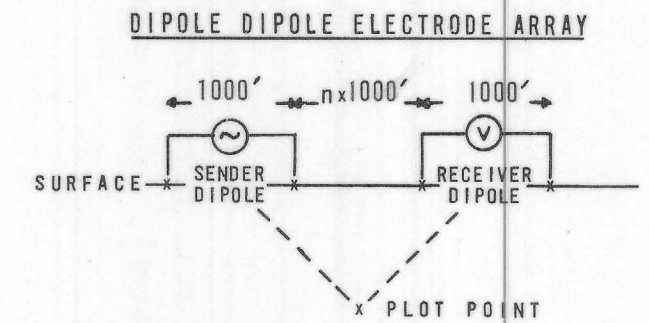 DIPOLE DIPOLE ELECTRODE ARRAY
1000' n x 1000' 1000'
~ V
SURFACE x SENDER x x RECEIVER x
DIPOLE DIPOLE
x PLOT POINT